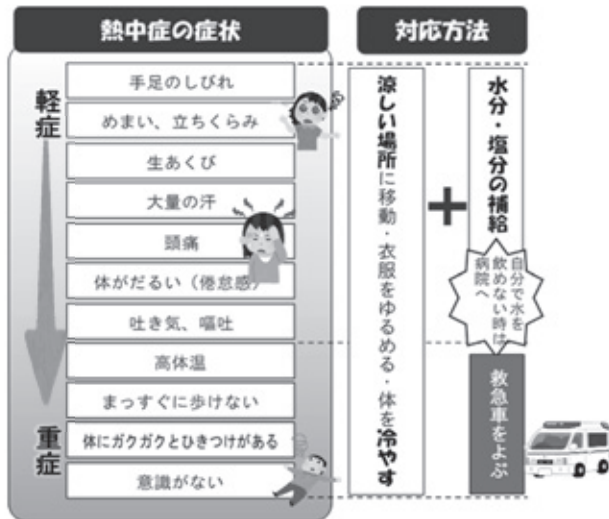 熱中症の症状
対応方法
軽症
重症
手足のしびれ
めまい、立ちくらみ
生あくび
大量の汗
頭痛
体がだるい（倦怠感）
吐き気、嘔吐
高体温
まっすぐに歩けない
体にガクガクとひきつけがある
意識がない
涼しい場所に移動・衣服をゆるめる・体を冷やす
+
水分・塩分の補給
自分で水を
飲めない時は
病院へ
救急車をよぶ